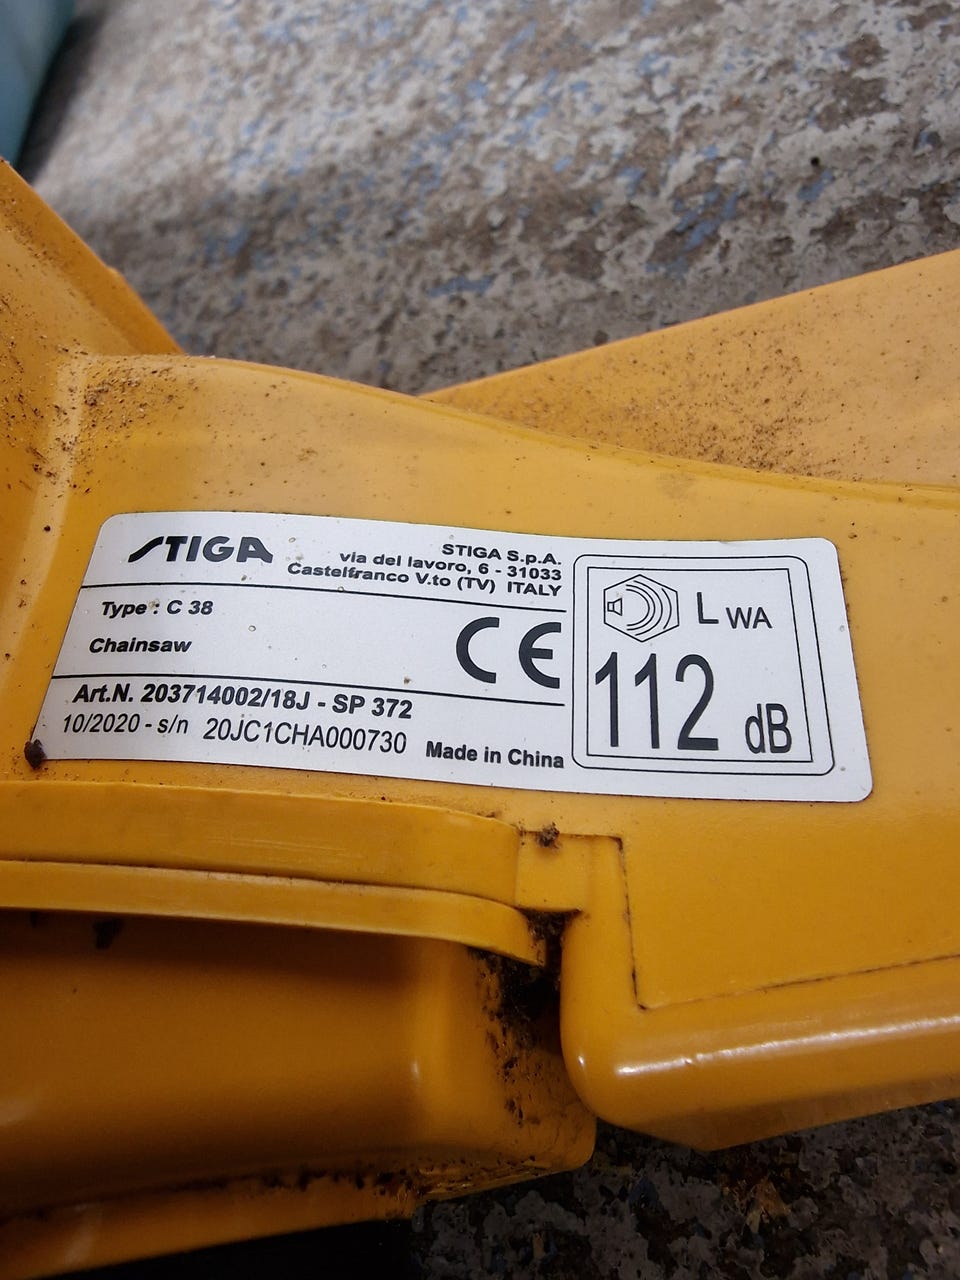 STIGA
STIGA S.p.A.
via del lavoro, 6 - 31033
Castelfranco V.to (TV) ITALY
Type : C 38
Chainsaw
CE
Art.N. 203714002/18J - SP 372
10/2020 - s/n 20JC1CHA000730
Made in China
LWA
112 dB